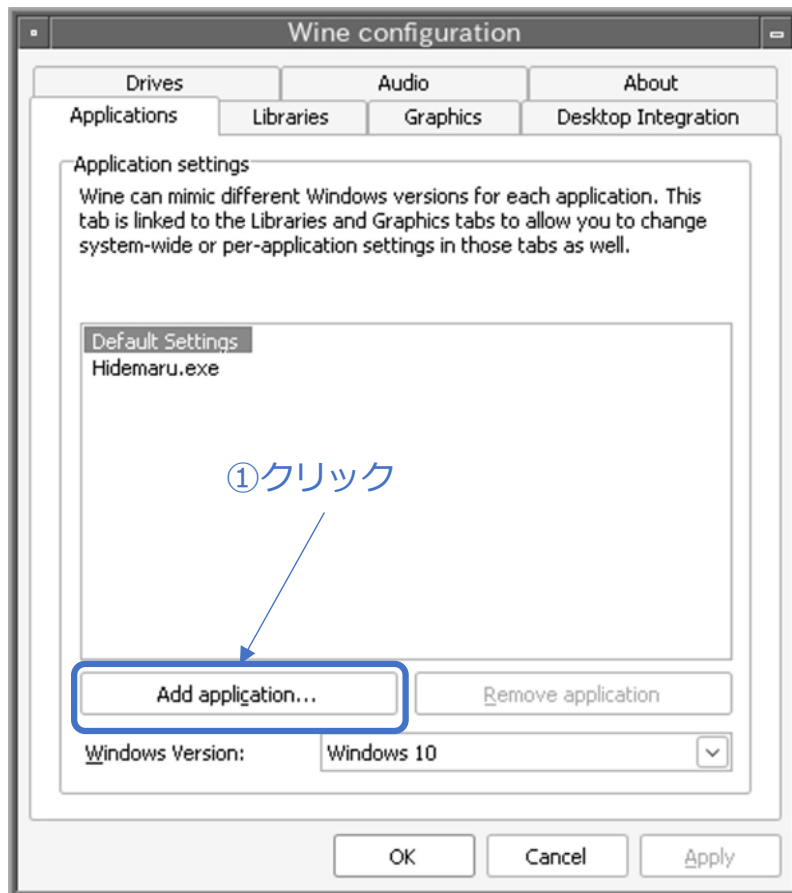 Wine configuration
Drives
Audio
About
Applications
Libraries
Graphics
Desktop Integration
Application settings
Wine can mimic different Windows versions for each application. This
tab is linked to the Libraries and Graphics tabs to allow you to change
system-wide or per-application settings in those tabs as well.
Default Settings
Hidemaru.exe
①クリック
Add application...
Remove application
Windows Version:
Windows 10
OK
Cancel
Apply